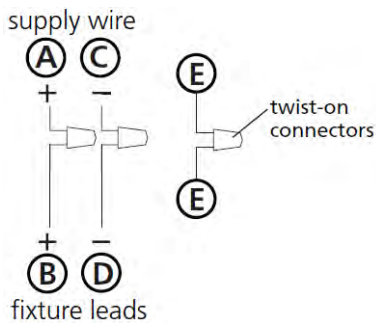 supply wire
A C
+ –
E
twist-on
connectors
E
+ –
B D
fixture leads